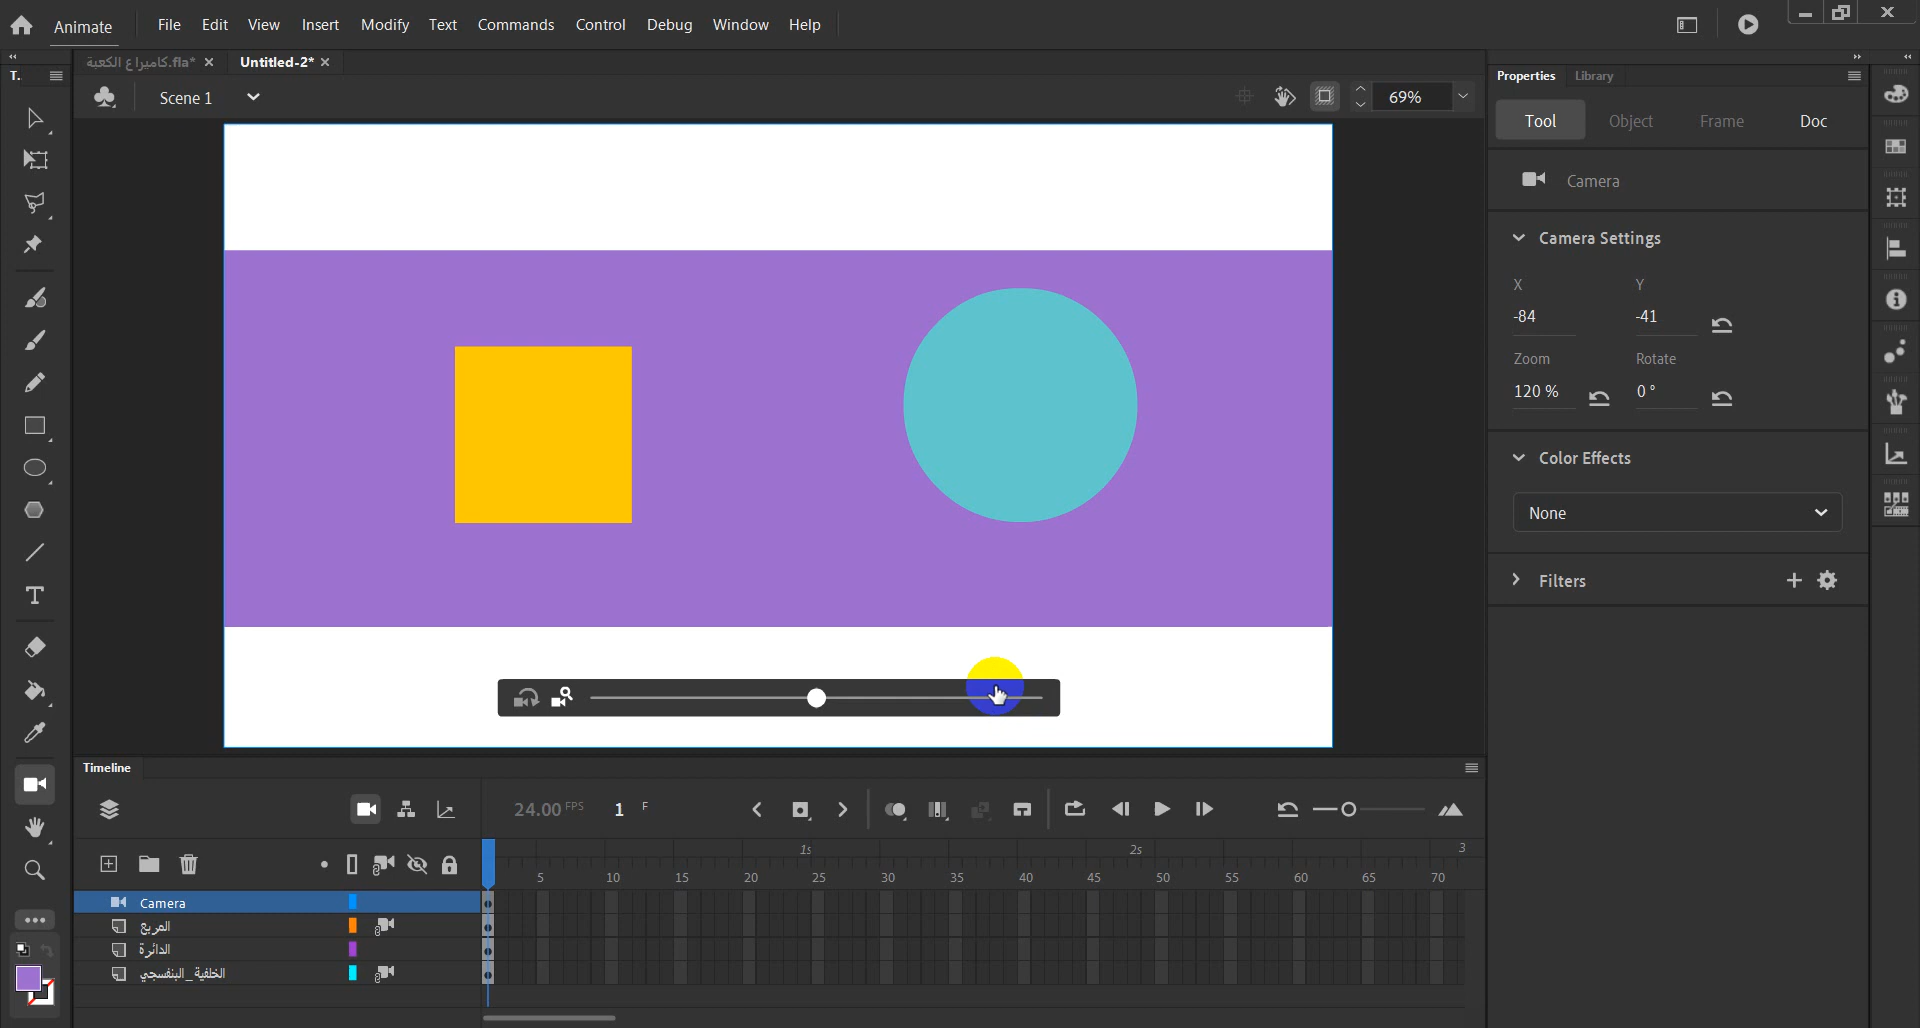 Animate File Edit View Insert Modify Text Commands Control Debug Window Help
كاميرا ع الكعبة.fla* Untitled-2*
T.
Scene 1 69%
Properties Library
Tool Object Frame Doc
Camera
Camera Settings
X Y
-84 -41
Zoom Rotate
120 % 0 °
Color Effects
None
Filters
T
Timeline
24.00 FPS 1 F
1s 2s 3
5 10 15 20 25 30 35 40 45 50 55 60 65 70
Camera
المربع
الدائرة
الخلفية_البنفسجي